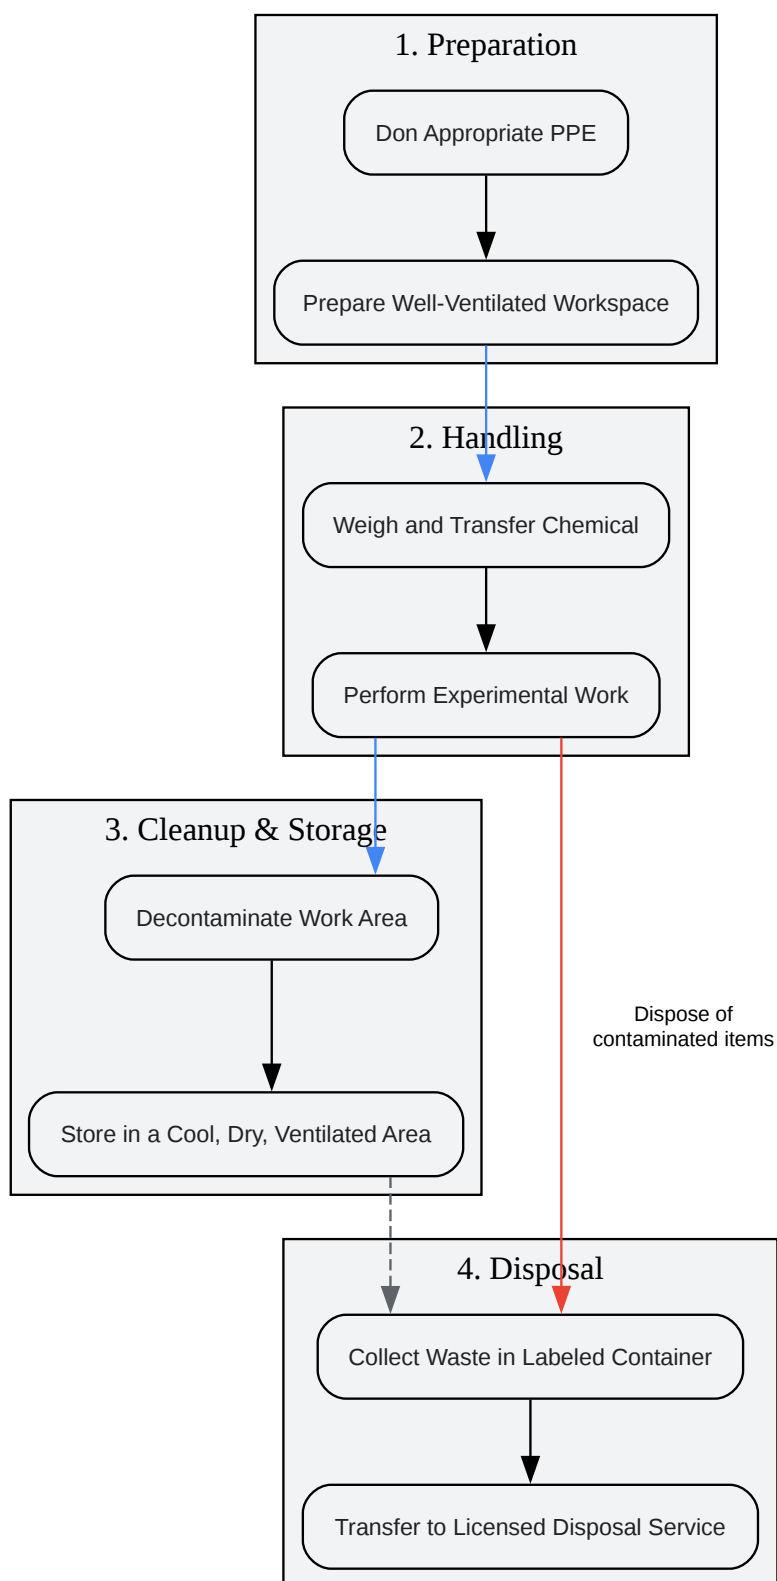 1. Preparation
Don Appropriate PPE
Prepare Well-Ventilated Workspace
2. Handling
Weigh and Transfer Chemical
Perform Experimental Work
3. Cleanup & Storage
Decontaminate Work Area
Dispose of
contaminated items
Store in a Cool, Dry, Ventilated Area
4. Disposal
Collect Waste in Labeled Container
Transfer to Licensed Disposal Service